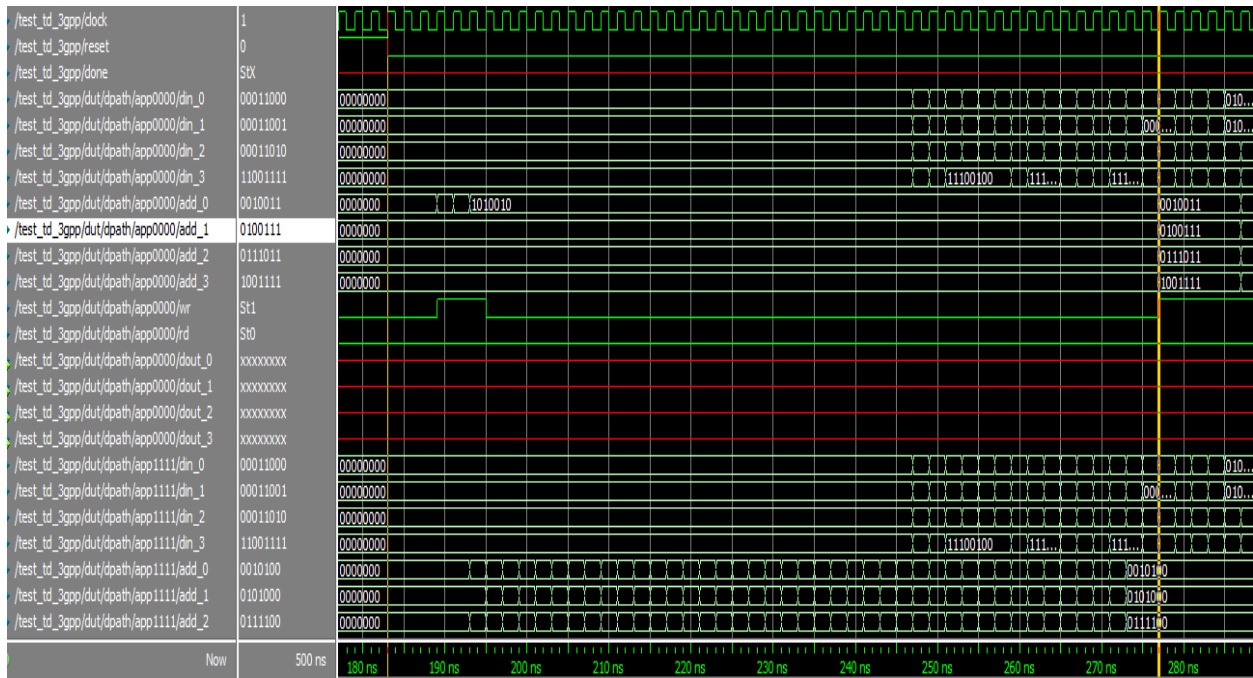 /test_td_3gpp/clock 1
/test_td_3gpp/reset 0
/test_td_3gpp/done StX
/test_td_3gpp/dut/dpath/app0000/din_0 00011000 00000000 010...
/test_td_3gpp/dut/dpath/app0000/din_1 00011001 00000000 000... 010...
/test_td_3gpp/dut/dpath/app0000/din_2 00011010 00000000
/test_td_3gpp/dut/dpath/app0000/din_3 11001111 00000000 11100100 111... 111...
/test_td_3gpp/dut/dpath/app0000/add_0 0010011 0000000 1010010 0010011
/test_td_3gpp/dut/dpath/app0000/add_1 0100111 0000000 0100111
/test_td_3gpp/dut/dpath/app0000/add_2 0111011 0000000 0111011
/test_td_3gpp/dut/dpath/app0000/add_3 1001111 0000000 1001111
/test_td_3gpp/dut/dpath/app0000/wr St1
/test_td_3gpp/dut/dpath/app0000/rd St0
/test_td_3gpp/dut/dpath/app0000/dout_0 xxxxxxxx
/test_td_3gpp/dut/dpath/app0000/dout_1 xxxxxxxx
/test_td_3gpp/dut/dpath/app0000/dout_2 xxxxxxxx
/test_td_3gpp/dut/dpath/app0000/dout_3 xxxxxxxx
/test_td_3gpp/dut/dpath/app1111/din_0 00011000 00000000 010...
/test_td_3gpp/dut/dpath/app1111/din_1 00011001 00000000 000... 010...
/test_td_3gpp/dut/dpath/app1111/din_2 00011010 00000000
/test_td_3gpp/dut/dpath/app1111/din_3 11001111 00000000 11100100 111... 111...
/test_td_3gpp/dut/dpath/app1111/add_0 0010100 0000000 0010100
/test_td_3gpp/dut/dpath/app1111/add_1 0101000 0000000 0101000
/test_td_3gpp/dut/dpath/app1111/add_2 0111100 0000000 0111100
Now 500 ns 180 ns 190 ns 200 ns 210 ns 220 ns 230 ns 240 ns 250 ns 260 ns 270 ns 280 ns